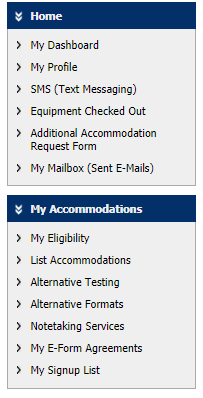 Home
My Dashboard
My Profile
SMS (Text Messaging)
Equipment Checked Out
Additional Accommodation
Request Form
My Mailbox (Sent E-Mails)
My Accommodations
My Eligibility
List Accommodations
Alternative Testing
Alternative Formats
Notetaking Services
My E-Form Agreements
My Signup List